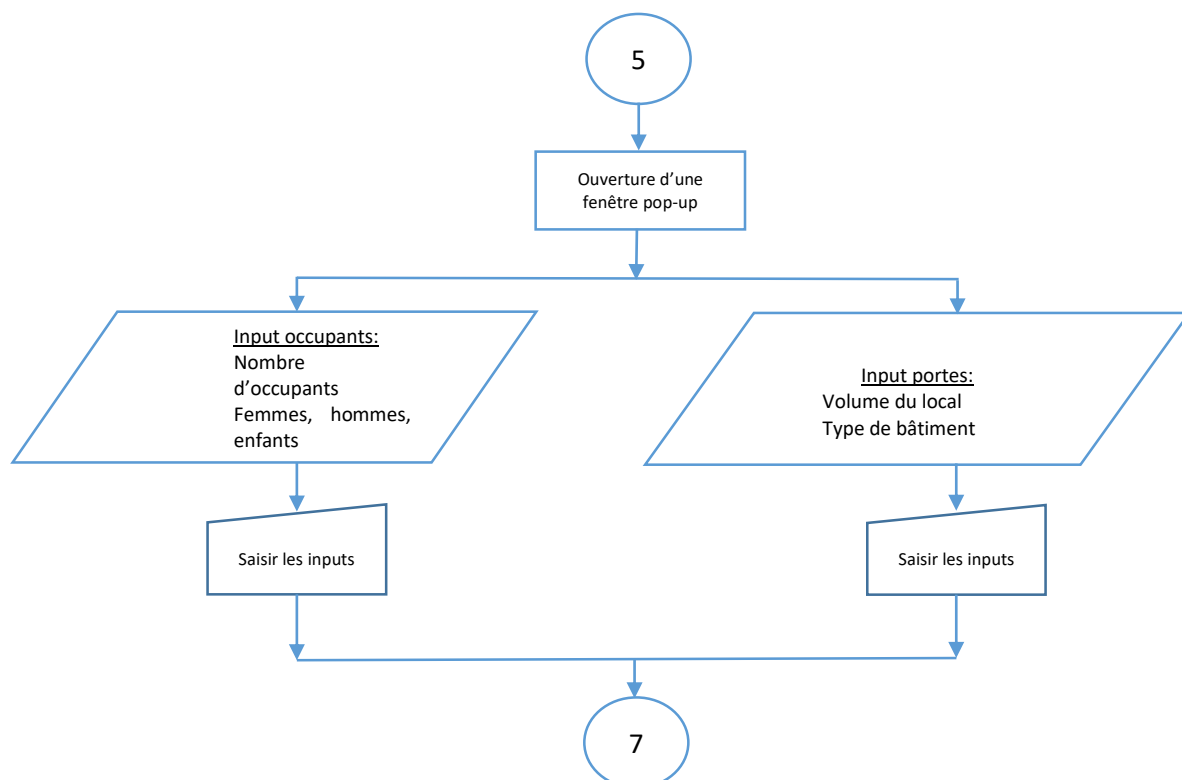 5
Ouverture d’une
fenêtre pop-up
Input occupants:
Nombre
d’occupants
Femmes, hommes,
enfants
Input portes:
Volume du local
Type de bâtiment
Saisir les inputs
Saisir les inputs
7